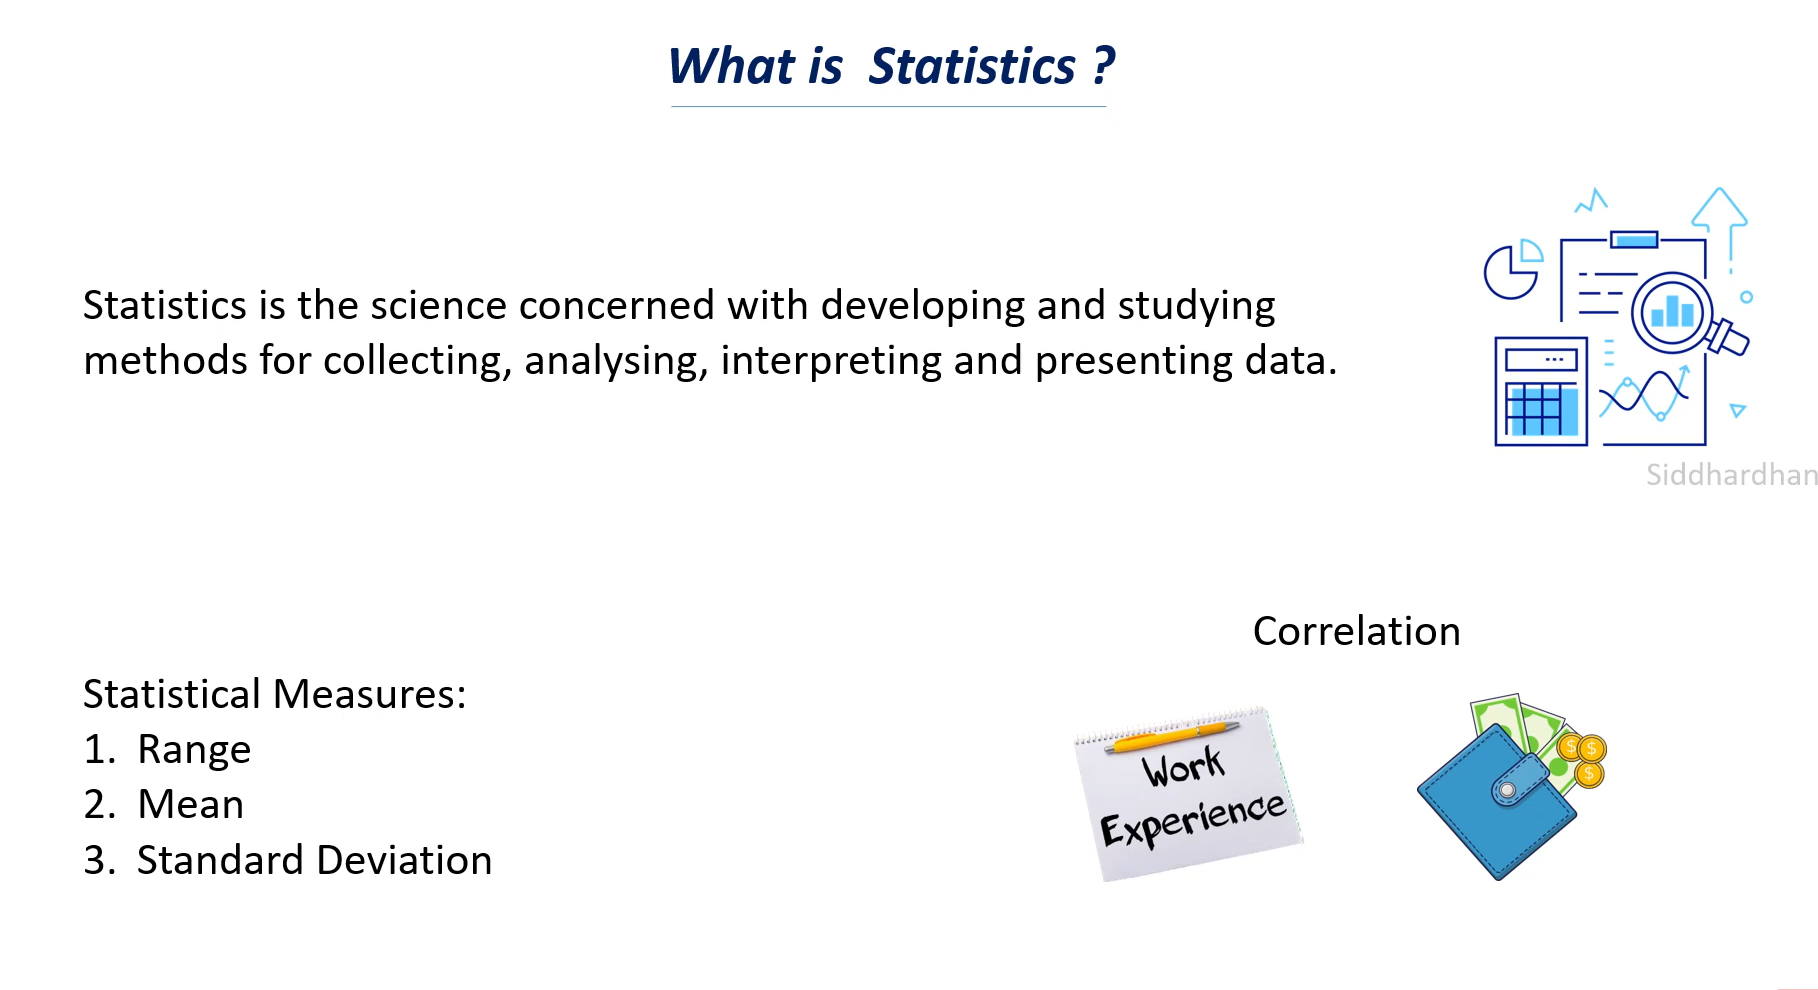 What is  Statistics ?
Statistics is the science concerned with developing and studying
methods for collecting, analysing, interpreting and presenting data.
Siddhardhan
Correlation
Statistical Measures:
1. Range
2. Mean
3. Standard Deviation
Work
Experience